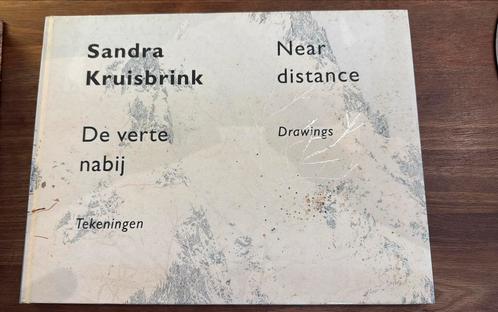 Sandra
Kruisbrink
De verte
nabij
Tekeningen
Near
distance
Drawings